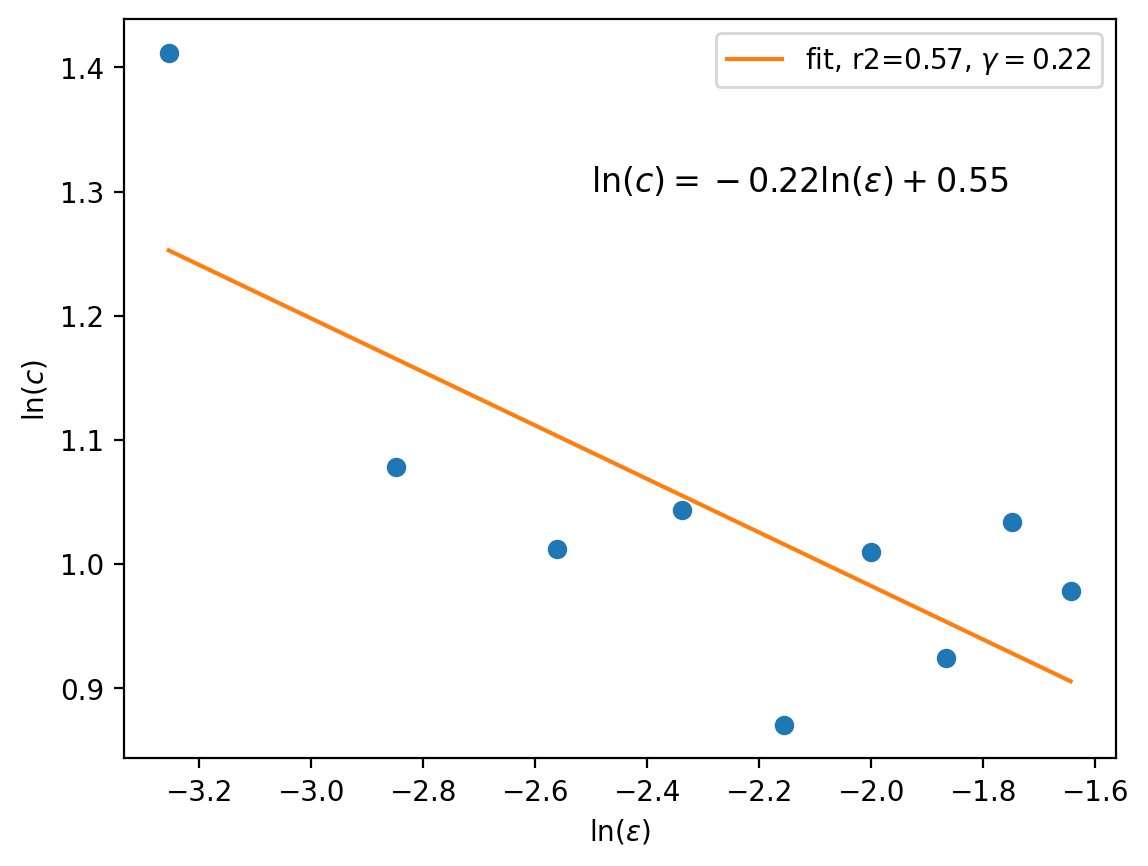 fit, r2=0.57, γ = 0.22
ln(c) = −0.22ln(ε) + 0.55
1.4
1.3
1.2
1.1
1.0
0.9
ln(c)
−3.2 −3.0 −2.8 −2.6 −2.4 −2.2 −2.0 −1.8 −1.6
ln(ε)